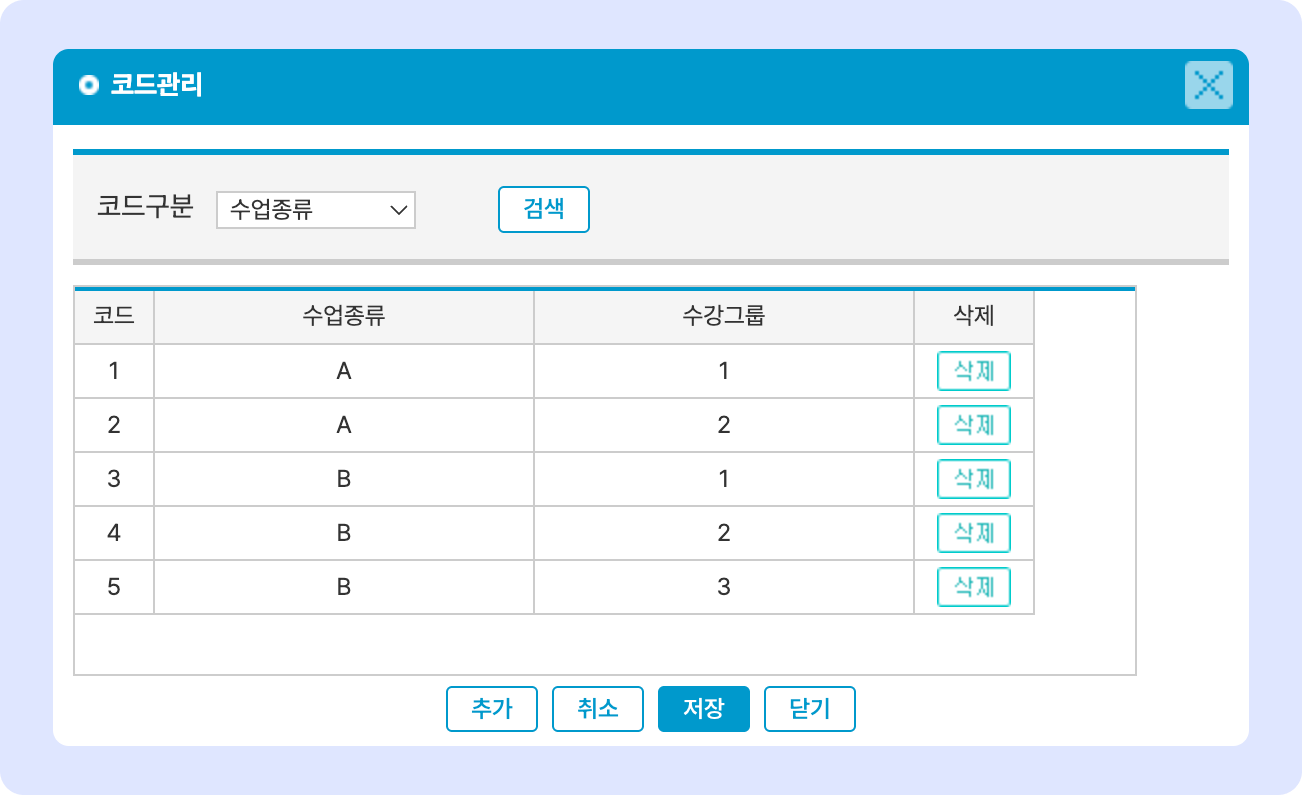 코드관리
코드구분 수업종류 검색
코드 수업종류 수강그룹 삭제
1 A 1 삭제
2 A 2 삭제
3 B 1 삭제
4 B 2 삭제
5 B 3 삭제
추가 취소 저장 닫기